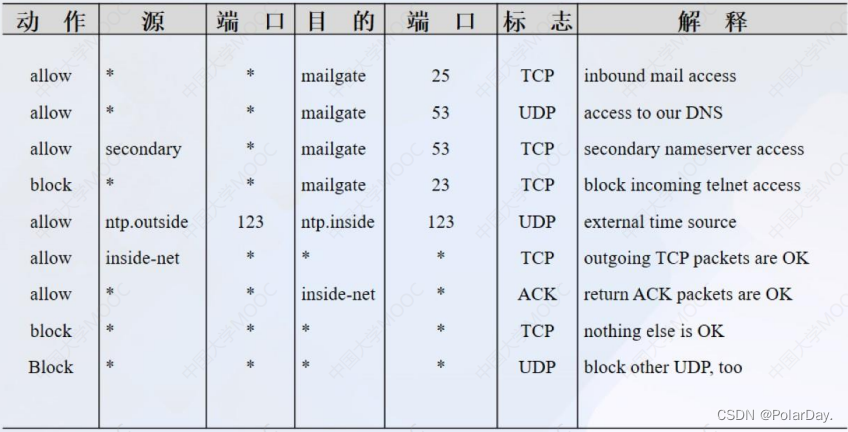 动 作 源 端 口 目 的 端 口 标 志 解 释
allow * * mailgate 25 TCP inbound mail access
allow * * mailgate 53 UDP access to our DNS
allow secondary * mailgate 53 TCP secondary nameserver access
block * * mailgate 23 TCP block incoming telnet access
allow ntp.outside 123 ntp.inside 123 UDP external time source
allow inside-net * * * TCP outgoing TCP packets are OK
allow * * inside-net * ACK return ACK packets are OK
block * * * * TCP nothing else is OK
Block * * * * UDP block other UDP, too
CSDN @PolarDay.
中国大学MOOC